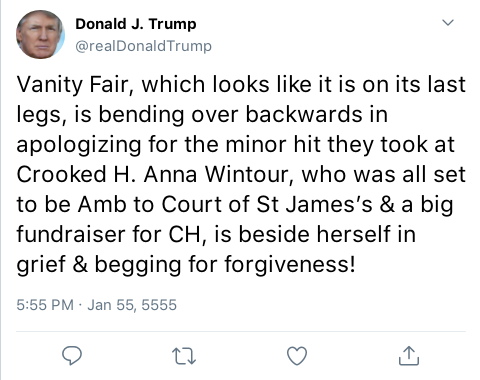 Donald J. Trump
@realDonaldTrump
Vanity Fair, which looks like it is on its last
legs, is bending over backwards in
apologizing for the minor hit they took at
Crooked H. Anna Wintour, who was all set
to be Amb to Court of St James’s & a big
fundraiser for CH, is beside herself in
grief & begging for forgiveness!
5:55 PM · Jan 55, 5555